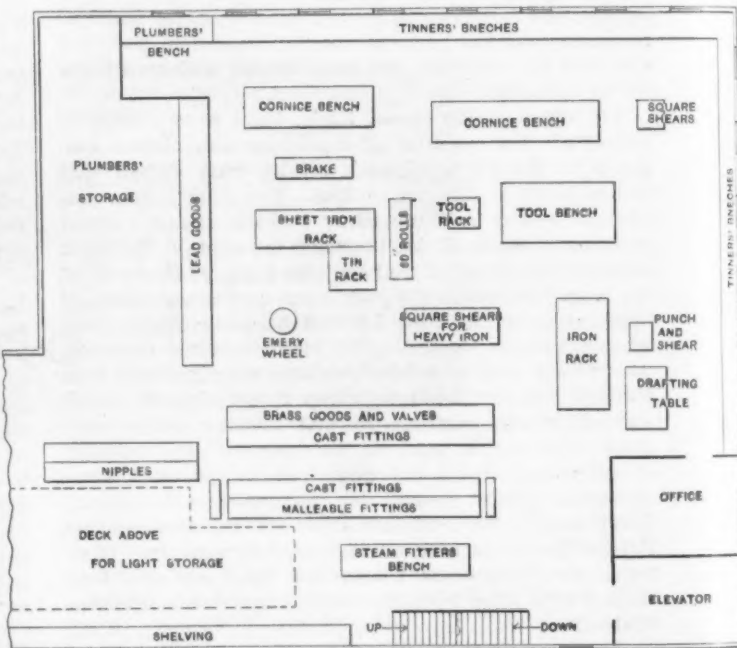 PLUMBERS'
BENCH
TINNERS' BNECHES
CORNICE BENCH
CORNICE BENCH
SQUARE
SHEARS
PLUMBERS'
STORAGE
BRAKE
LEAD GOODS
SHEET IRON
RACK
TIN
RACK
60 ROLLS
TOOL
RACK
TOOL BENCH
TINNERS' BNECHES
EMERY
WHEEL
SQUARE SHEARS
FOR
HEAVY IRON
IRON
RACK
PUNCH
AND
SHEAR
DRAFTING
TABLE
BRASS GOODS AND VALVES
CAST FITTINGS
NIPPLES
CAST FITTINGS
MALLEABLE FITTINGS
OFFICE
DECK ABOVE
FOR LIGHT STORAGE
STEAM FITTERS
BENCH
ELEVATOR
SHELVING
UP
DOWN